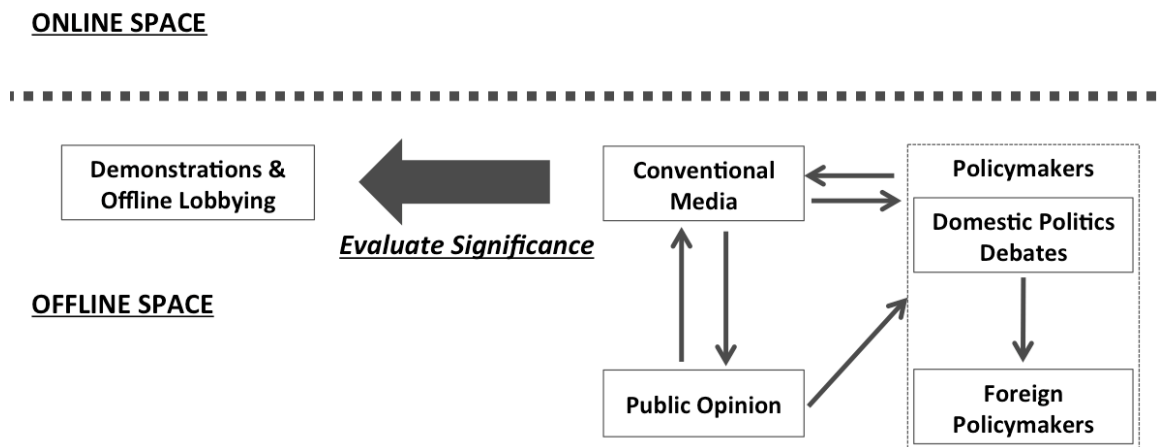 ONLINE SPACE
Demonstrations &
Offline Lobbying
Evaluate Significance
Conventional
Media
Policymakers
Domestic Politics
Debates
OFFLINE SPACE
Public Opinion
Foreign
Policymakers